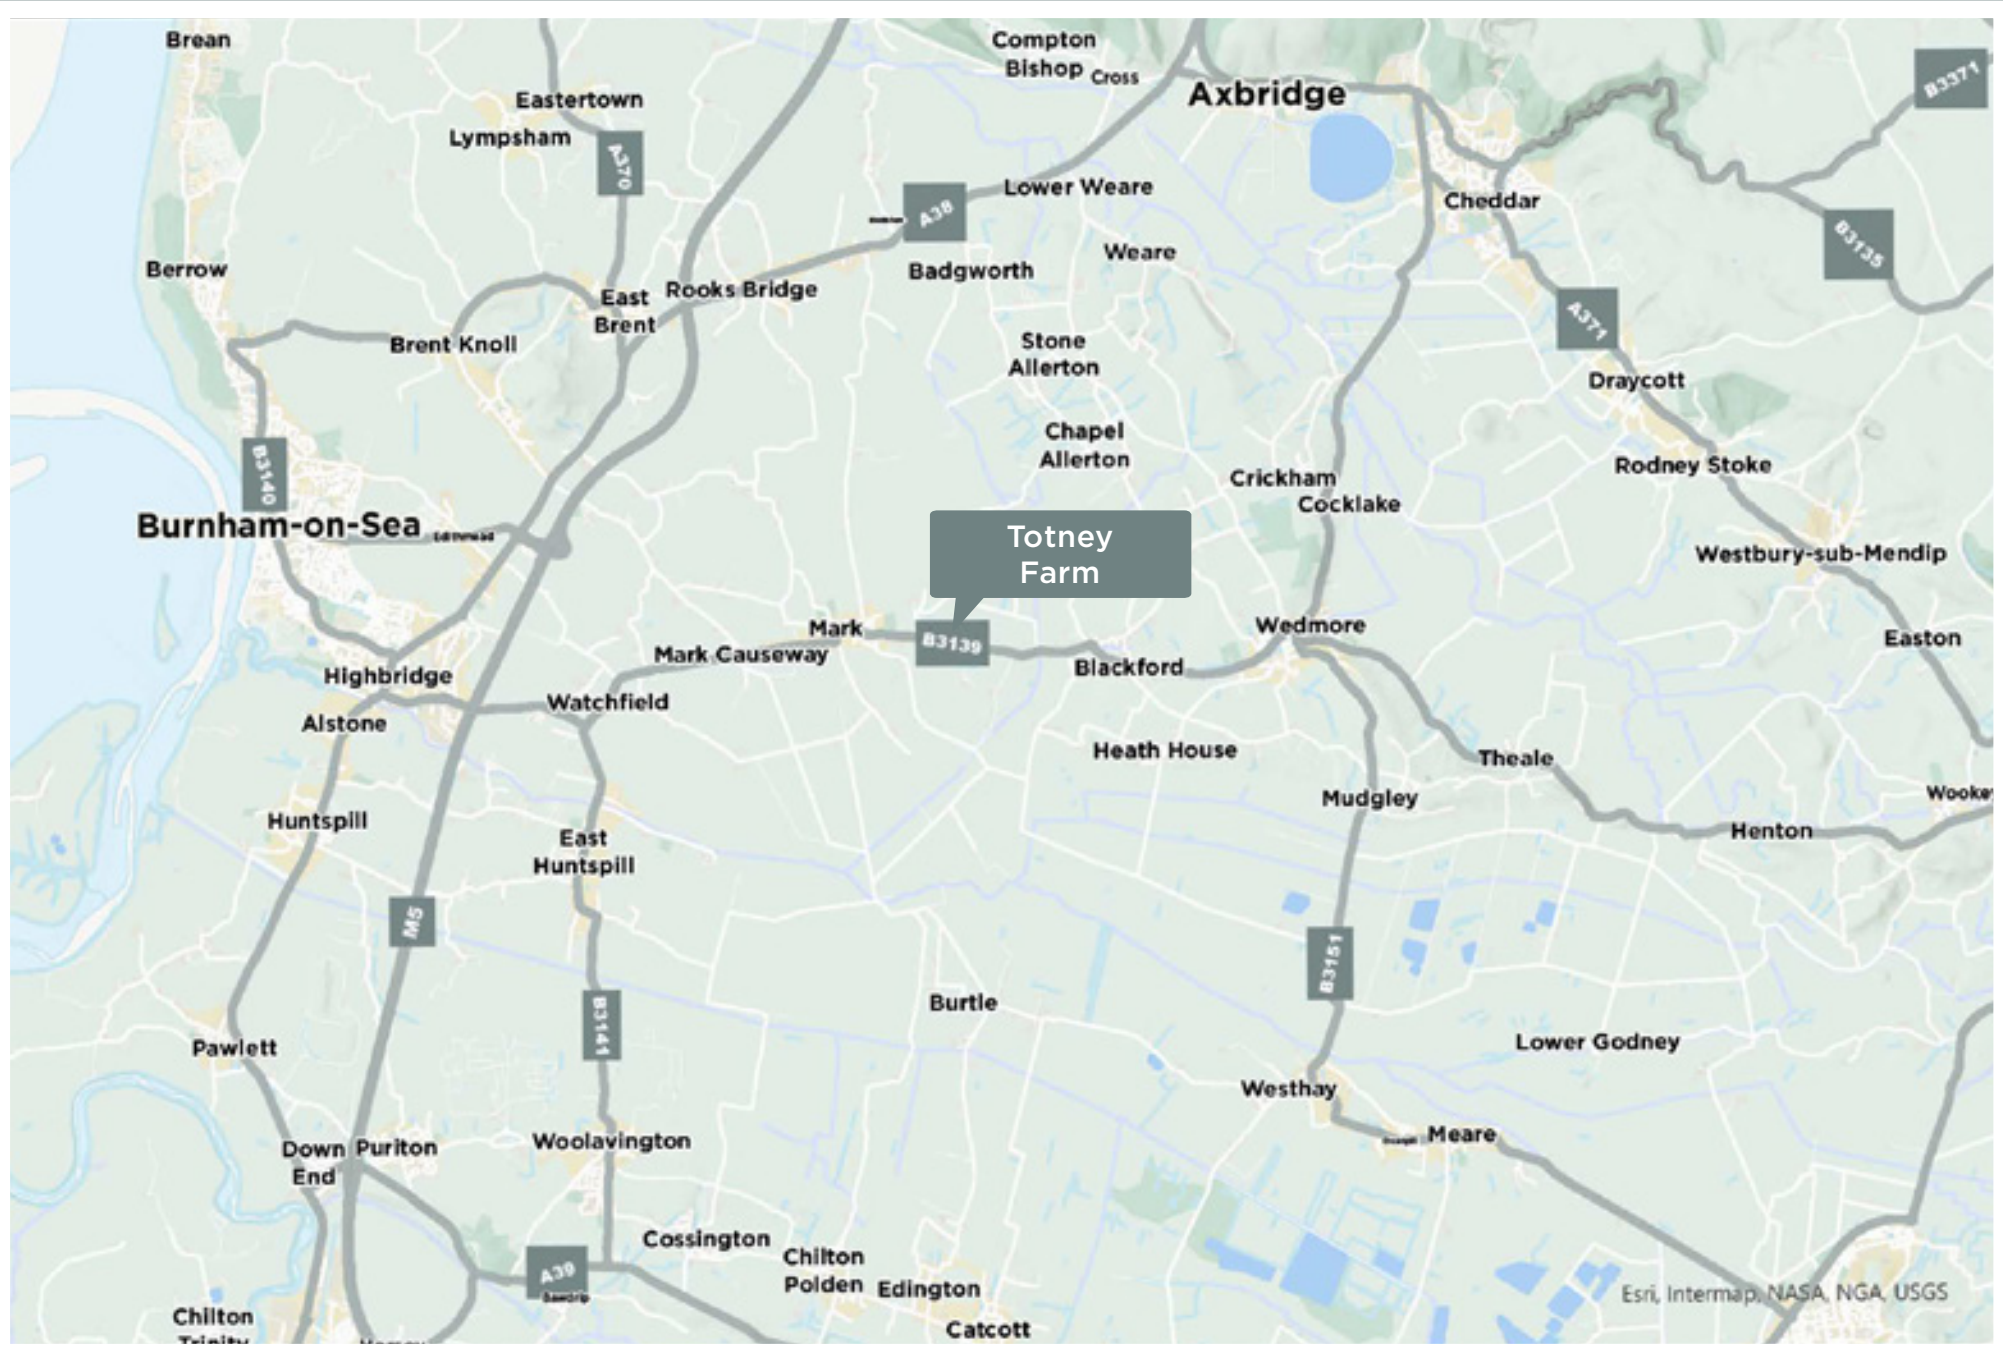 Brean
Compton
Bishop
Cross
Axbridge
B3371
Eastertown
Lympsham
A370
A38
Lower Weare
Cheddar
Weare
B3135
Berrow
Badgworth
East
Brent
Rooks Bridge
A371
Brent Knoll
Stone
Allerton
Draycott
Chapel
Allerton
B3140
Crickham
Cocklake
Rodney Stoke
Burnham-on-Sea
Edithmead
Totney
Farm
Westbury-sub-Mendip
Mark
B3139
Wedmore
Easton
Mark Causeway
Blackford
Highbridge
Watchfield
Alstone
Heath House
Theale
Mudgley
Wookey
Huntspill
East
Huntspill
Henton
M5
B3151
B3141
Burtle
Lower Godney
Pawlett
Westhay
Meare
Down
End
Puriton
Woolavington
Cossington
Chilton
Polden
Edington
A39
Bawdrip
Esri, Intermap, NASA, NGA, USGS
Chilton
Trinity
Catcott